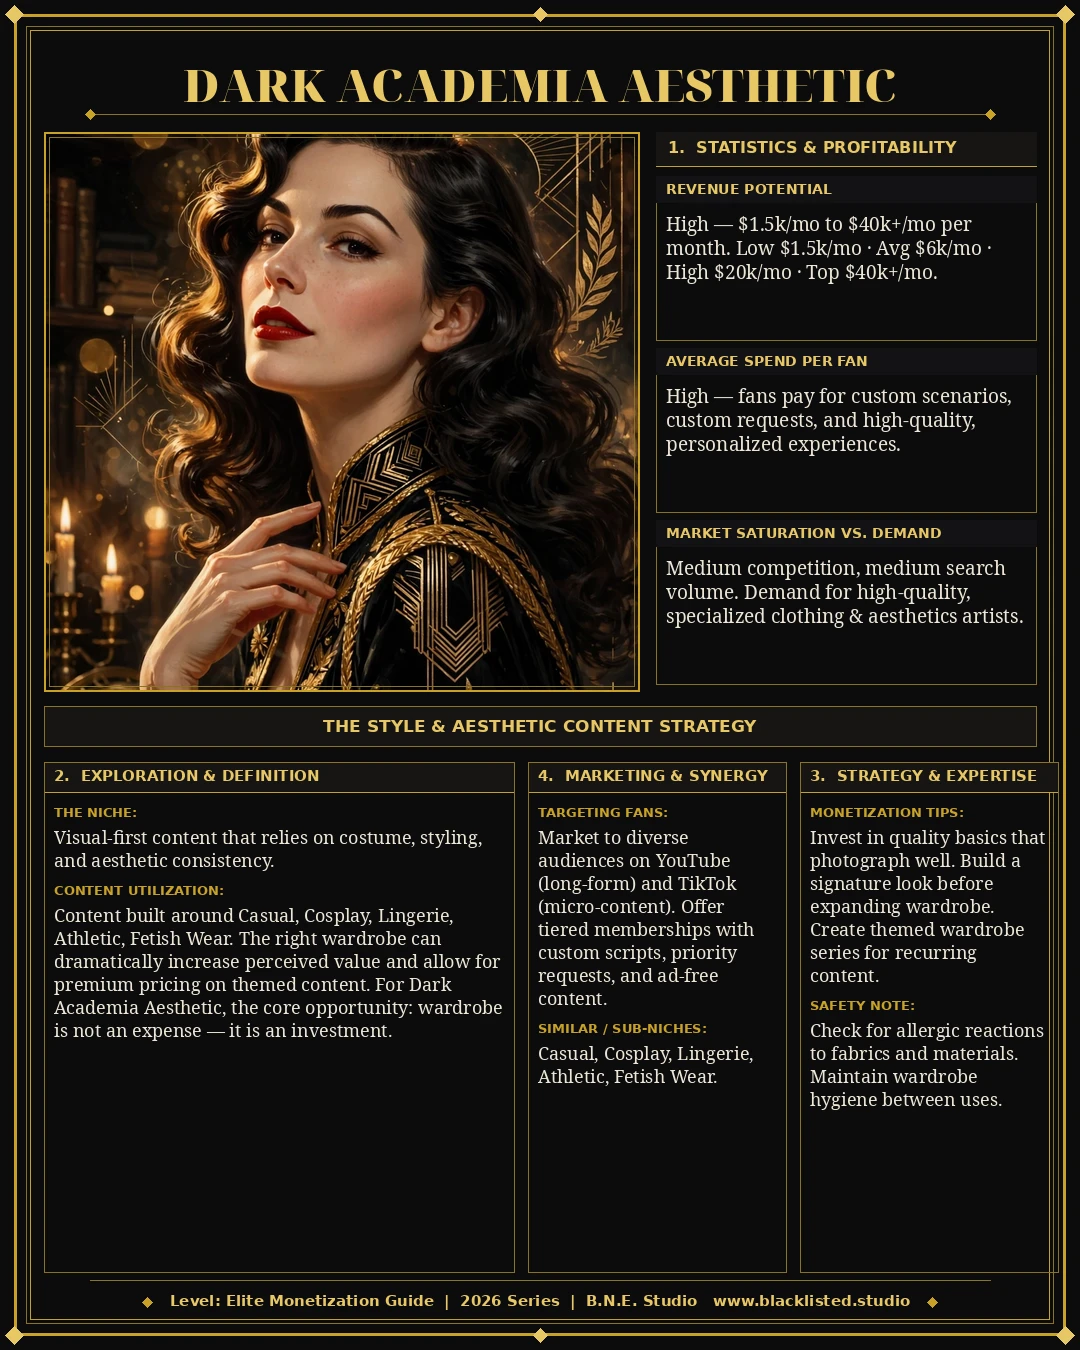 DARK ACADEMIA AESTHETIC
1. STATISTICS & PROFITABILITY
REVENUE POTENTIAL
High — $1.5k/mo to $40k+/mo per
month. Low $1.5k/mo · Avg $6k/mo ·
High $20k/mo · Top $40k+/mo.
AVERAGE SPEND PER FAN
High — fans pay for custom scenarios,
custom requests, and high-quality,
personalized experiences.
MARKET SATURATION VS. DEMAND
Medium competition, medium search
volume. Demand for high-quality,
specialized clothing & aesthetics artists.
THE STYLE & AESTHETIC CONTENT STRATEGY
2. EXPLORATION & DEFINITION
THE NICHE:
Visual-first content that relies on costume, styling,
and aesthetic consistency.
CONTENT UTILIZATION:
Content built around Casual, Cosplay, Lingerie,
Athletic, Fetish Wear. The right wardrobe can
dramatically increase perceived value and allow for
premium pricing on themed content. For Dark
Academia Aesthetic, the core opportunity: wardrobe
is not an expense — it is an investment.
4. MARKETING & SYNERGY
TARGETING FANS:
Market to diverse
audiences on YouTube
(long-form) and TikTok
(micro-content). Offer
tiered memberships with
custom scripts, priority
requests, and ad-free
content.
SIMILAR / SUB-NICHES:
Casual, Cosplay, Lingerie,
Athletic, Fetish Wear.
3. STRATEGY & EXPERTISE
MONETIZATION TIPS:
Invest in quality basics that
photograph well. Build a
signature look before
expanding wardrobe.
Create themed wardrobe
series for recurring
content.
SAFETY NOTE:
Check for allergic reactions
to fabrics and materials.
Maintain wardrobe
hygiene between uses.
Level: Elite Monetization Guide | 2026 Series | B.N.E. Studio www.blacklisted.studio